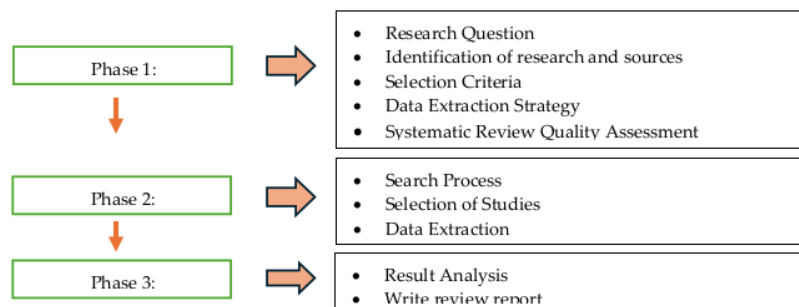 Phase 1:
• Research Question
• Identification of research and sources
• Selection Criteria
• Data Extraction Strategy
• Systematic Review Quality Assessment
Phase 2:
• Search Process
• Selection of Studies
• Data Extraction
Phase 3:
• Result Analysis
• Write review report